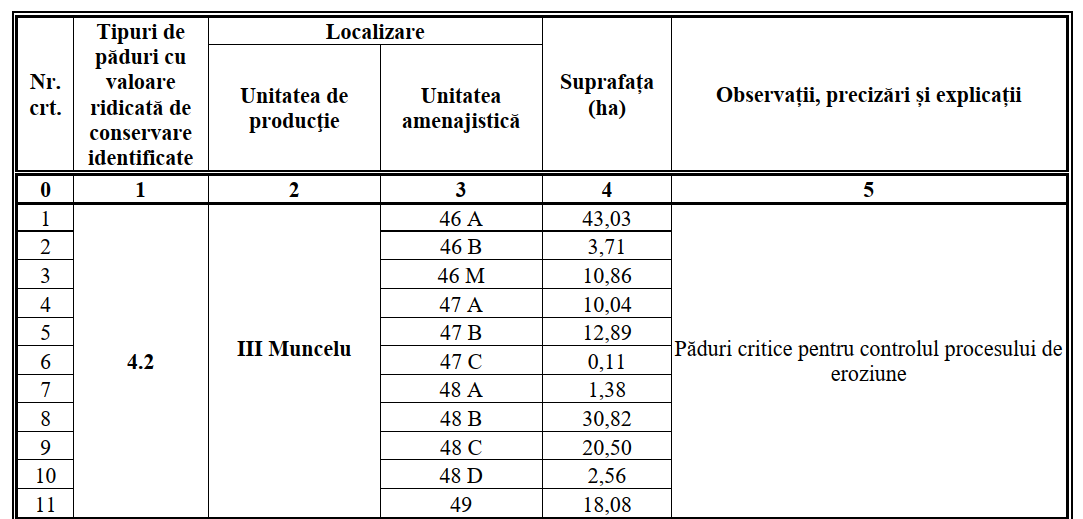 Nr.
crt.
Tipuri de
păduri cu
valoare
ridicată de
conservare
identificate
Localizare
Unitatea de
producţie
Unitatea
amenajistică
Suprafața
(ha)
Observații, precizări și explicații
0 1 2 3 4 5
1 46 A 43,03
2 46 B 3,71
3 46 M 10,86
4 47 A 10,04
5 47 B 12,89
4.2
III Muncelu
Păduri critice pentru controlul procesului de
eroziune
6 47 C 0,11
7 48 A 1,38
8 48 B 30,82
9 48 C 20,50
10 48 D 2,56
11 49 18,08